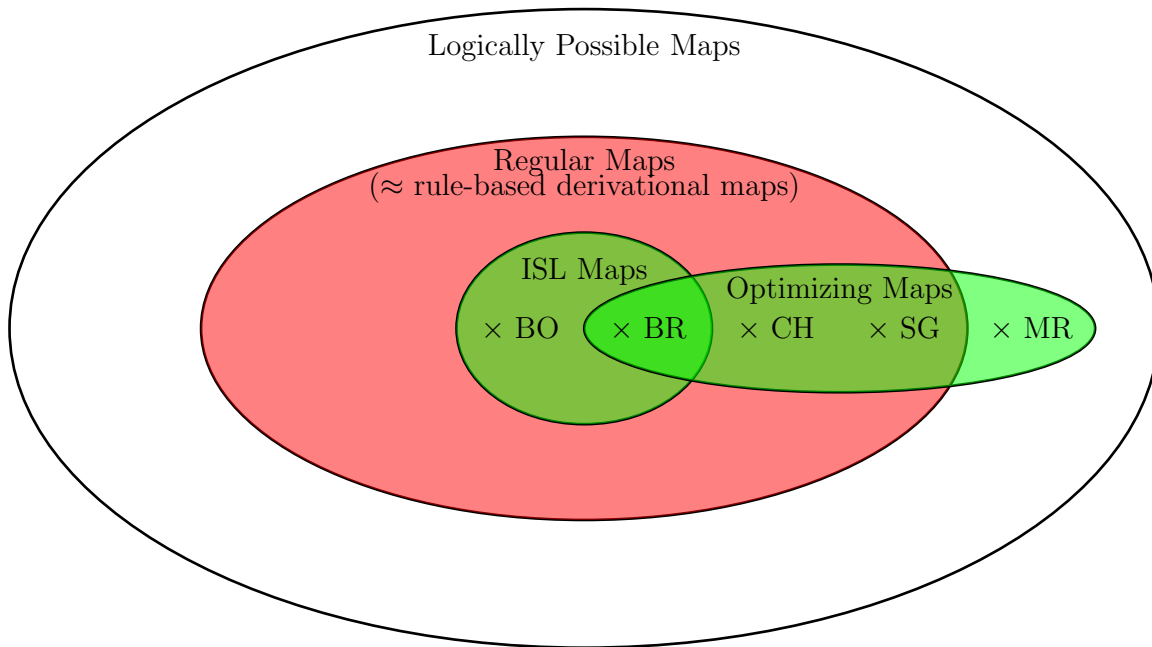 Logically Possible Maps
Regular Maps
(≈ rule-based derivational maps)
ISL Maps
Optimizing Maps
× BO × BR × CH × SG × MR